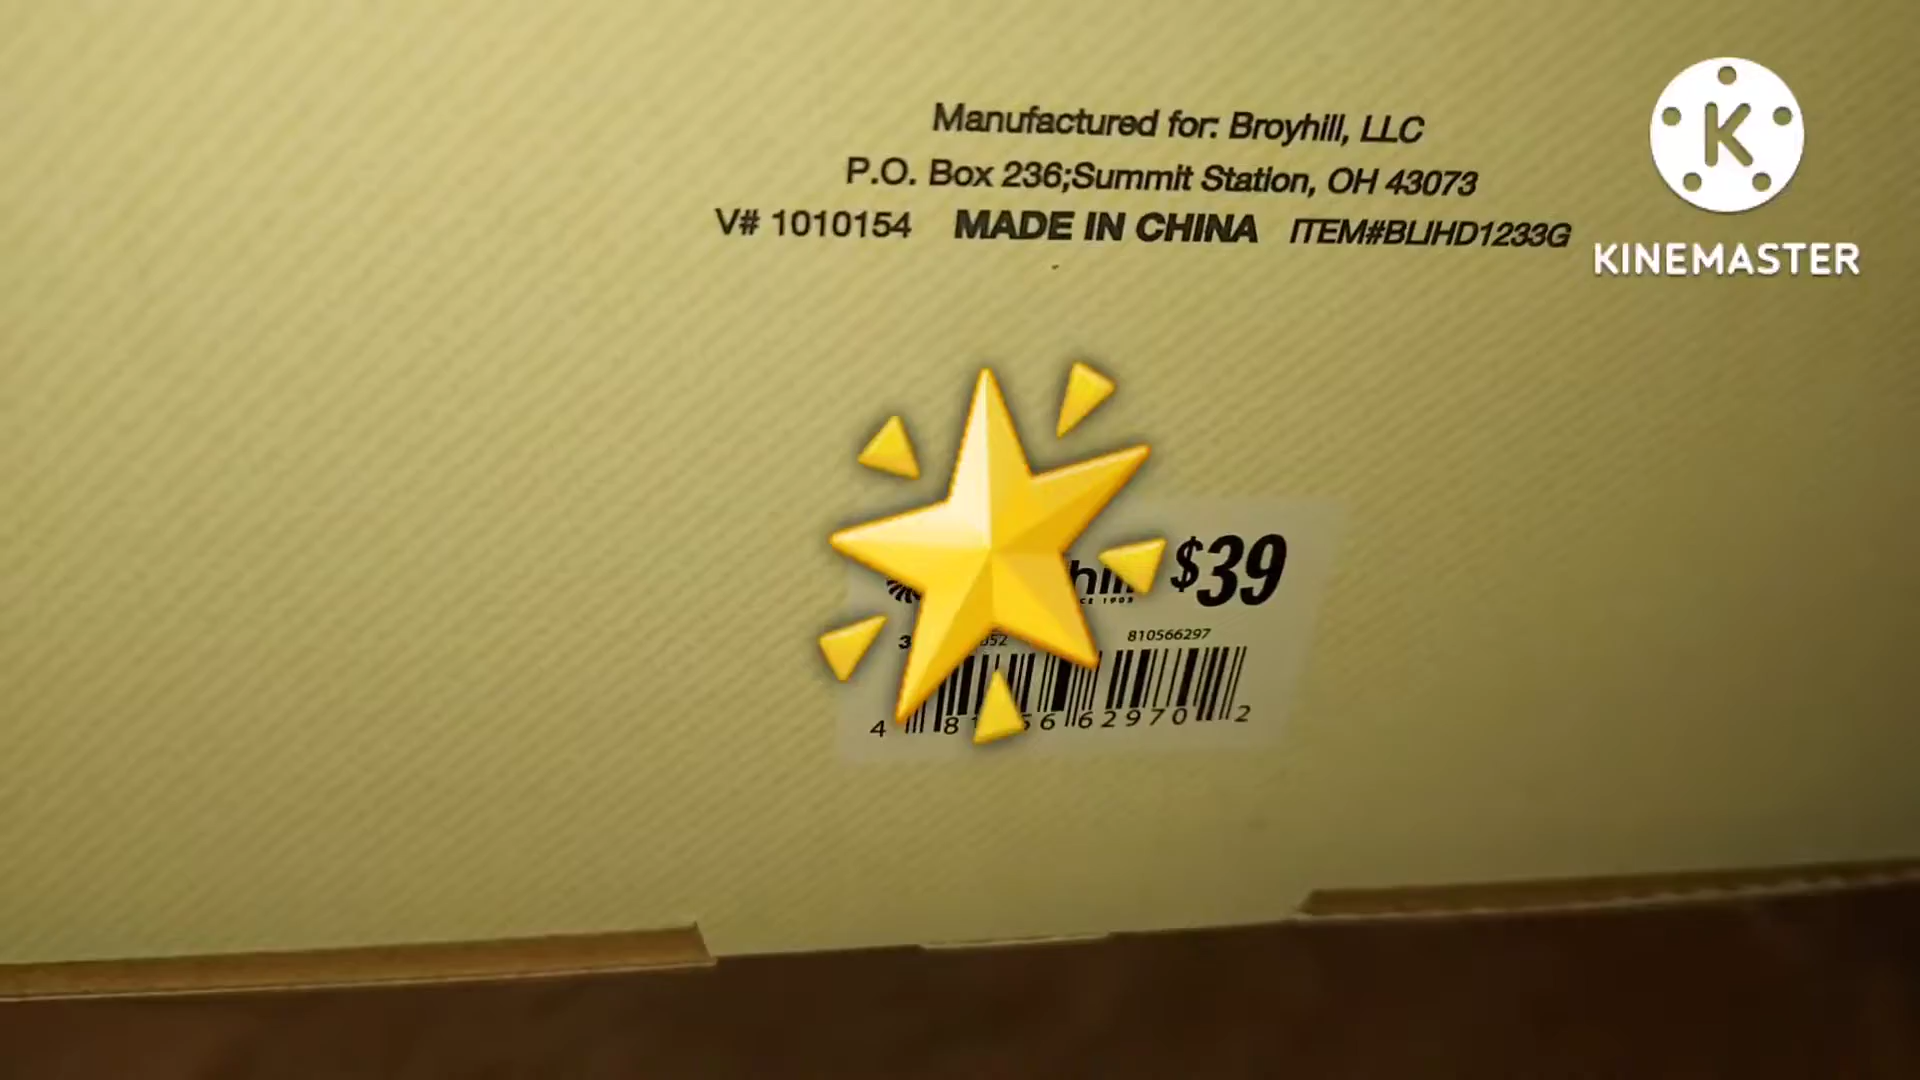 Manufactured for: Broyhill, LLC
P.O. Box 236;Summit Station, OH 43073
V# 1010154 MADE IN CHINA ITEM#BLIHD1233G
K
KINEMASTER
$39
810566297